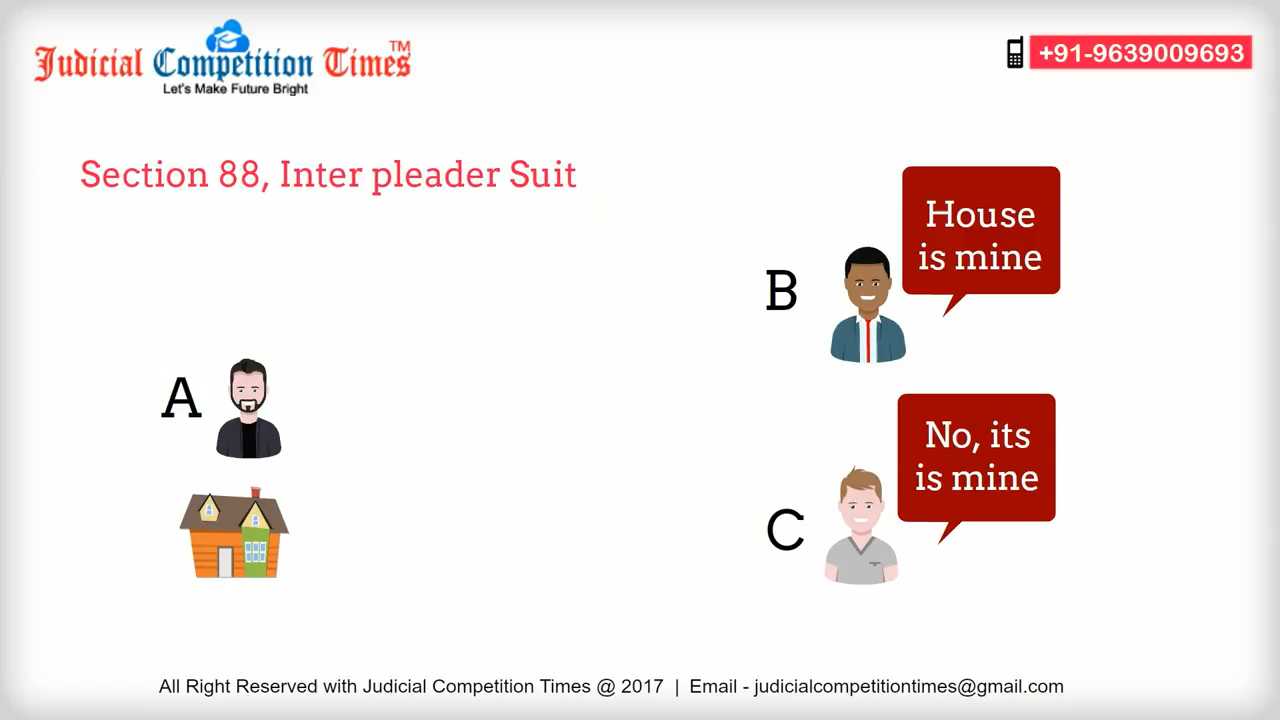 Judicial Competition Times™
Let's Make Future Bright
+91-9639009693
Section 88, Inter pleader Suit
House
is mine
B
A
No, its
is mine
C
All Right Reserved with Judicial Competition Times @ 2017 | Email - judicialcompetitiontimes@gmail.com